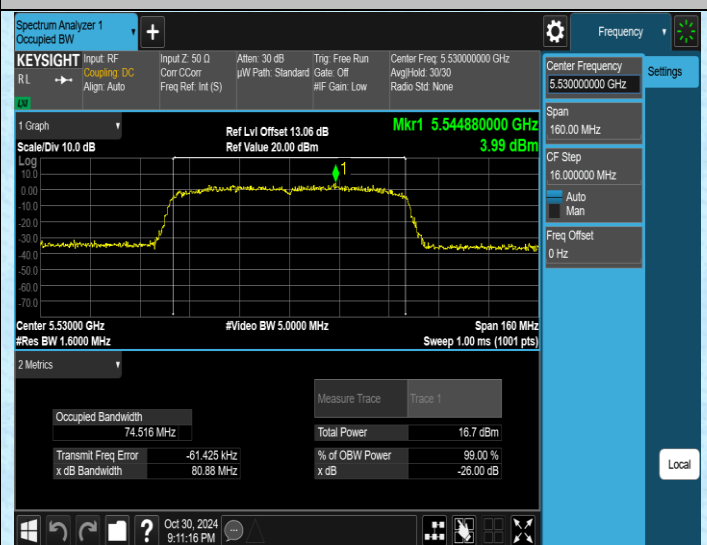 Spectrum Analyzer 1
Occupied BW
Frequency
KEYSIGHT
RL
LXI
Input: RF
Coupling: DC
Align: Auto
Input Z: 50 Ω
Corr CCorr
Freq Ref: Int (S)
Atten: 30 dB
µW Path: Standard
Trig: Free Run
Gate: Off
#IF Gain: Low
Center Freq: 5.530000000 GHz
Avg|Hold: 30/30
Radio Std: None
Center Frequency
5.530000000 GHz
Settings
Span
160.00 MHz
CF Step
16.000000 MHz
Auto
Man
Freq Offset
0 Hz
1 Graph
Scale/Div 10.0 dB
Ref Lvl Offset 13.06 dB
Ref Value 20.00 dBm
Mkr1 5.544880000 GHz
3.99 dBm
Log
10.0
0.00
-10.0
-20.0
-30.0
-40.0
-50.0
-60.0
-70.0
1
Center 5.53000 GHz
#Res BW 1.6000 MHz
#Video BW 5.0000 MHz
Span 160 MHz
Sweep 1.00 ms (1001 pts)
2 Metrics
Measure Trace Trace 1
Occupied Bandwidth
74.516 MHz
Total Power 16.7 dBm
Transmit Freq Error -61.425 kHz
% of OBW Power 99.00 %
x dB Bandwidth 80.88 MHz
x dB -26.00 dB
Local
Oct 30, 2024
9:11:16 PM